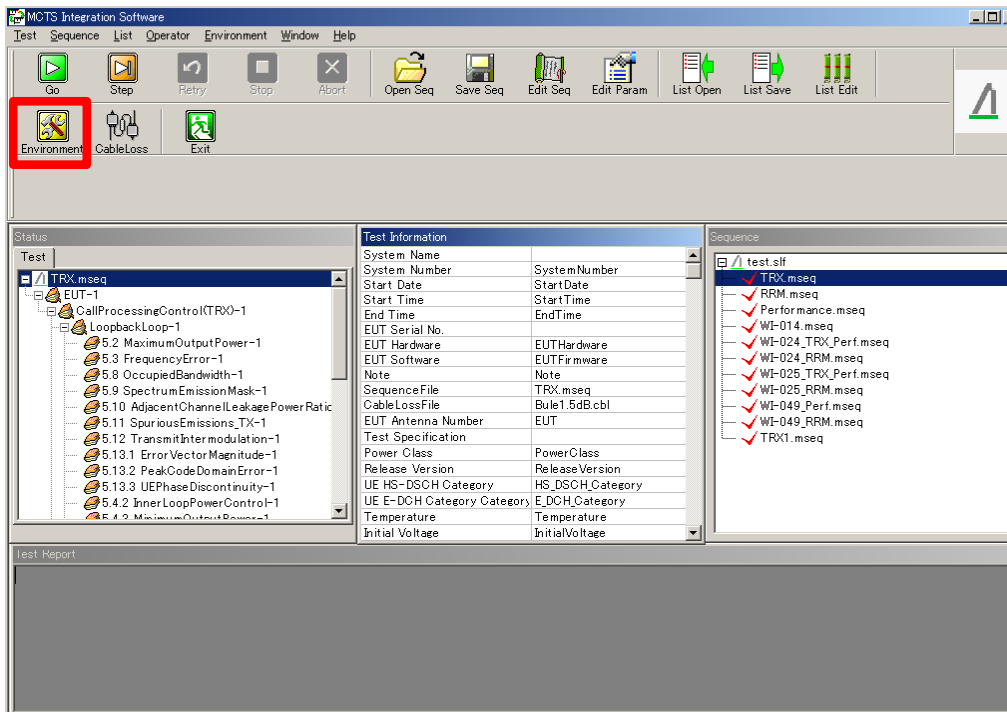 MCTS Integration Software
Test Sequence List Operator Environment Window Help
Go Step Retry Stop Abort Open Seq Save Seq Edit Seq Edit Param List Open List Save List Edit
Environment CableLoss Exit
Status
Test
TRX.mseq
EUT-1
CallProcessingControl(TRX)-1
LoopbackLoop-1
5.2 MaximumOutputPower-1
5.3 FrequencyError-1
5.8 OccupiedBandwidth-1
5.9 SpectrumEmissionMask-1
5.10 AdjacentChannelLeakagePowerRatio
5.11 SpuriousEmissions_TX-1
5.12 TransmitIntermodulation-1
5.13.1 ErrorVectorMagnitude-1
5.13.2 PeakCodeDomainError-1
5.13.3 UEPhaseDiscontinuity-1
5.4.2 InnerLoopPowerControl-1
5.4.3 MinimumOutputPower-1
Test Information
System Name
System Number SystemNumber
Start Date StartDate
Start Time StartTime
End Time EndTime
EUT Serial No.
EUT Hardware EUTHardware
EUT Software EUTFirmware
Note Note
SequenceFile TRX.mseq
CableLossFile Bule1.5dB.cbl
EUT Antenna Number EUT
Test Specification
Power Class PowerClass
Release Version ReleaseVersion
UE HS-DSCH Category HS_DSCH_Category
UE E-DCH Category Category E_DCH_Category
Temperature Temperature
Initial Voltage InitialVoltage
Sequence
test.slf
TRX.mseq
RRM.mseq
Performance.mseq
WI-014.mseq
WI-024_TRX_Perf.mseq
WI-024_RRM.mseq
WI-025_TRX_Perf.mseq
WI-025_RRM.mseq
WI-049_Perf.mseq
WI-049_RRM.mseq
TRX1.mseq
Test Report